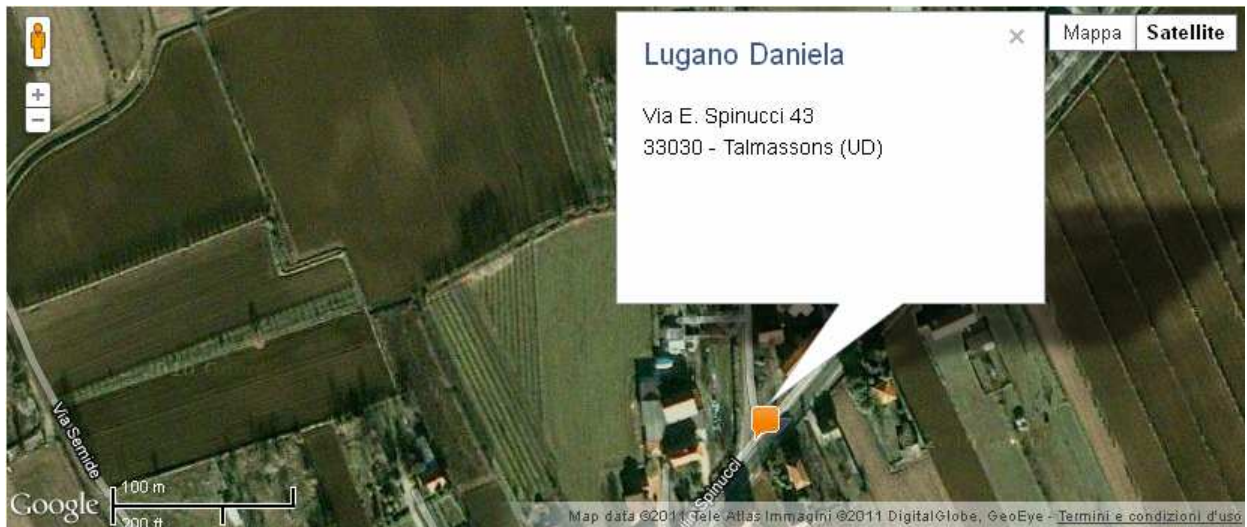 Lugano Daniela
×
Via E. Spinucci 43
33030 - Talmassons (UD)
Mappa
Satellite
+
−
Via Semide
Spinucci
Google
100 m
200 ft
Map data ©2011 Tele Atlas Immagini ©2011 DigitalGlobe, GeoEye - Termini e condizioni d'uso